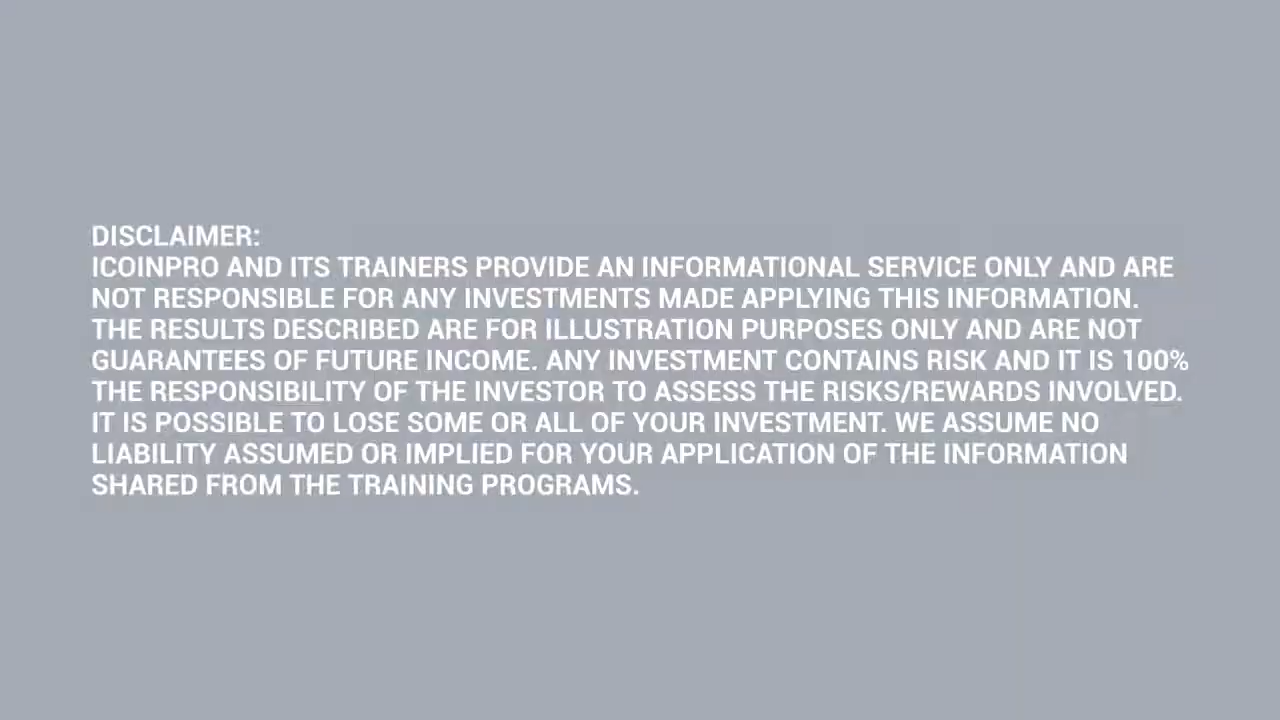 DISCLAIMER:
ICOINPRO AND ITS TRAINERS PROVIDE AN INFORMATIONAL SERVICE ONLY AND ARE
NOT RESPONSIBLE FOR ANY INVESTMENTS MADE APPLYING THIS INFORMATION.
THE RESULTS DESCRIBED ARE FOR ILLUSTRATION PURPOSES ONLY AND ARE NOT
GUARANTEES OF FUTURE INCOME. ANY INVESTMENT CONTAINS RISK AND IT IS 100%
THE RESPONSIBILITY OF THE INVESTOR TO ASSESS THE RISKS/REWARDS INVOLVED.
IT IS POSSIBLE TO LOSE SOME OR ALL OF YOUR INVESTMENT. WE ASSUME NO
LIABILITY ASSUMED OR IMPLIED FOR YOUR APPLICATION OF THE INFORMATION
SHARED FROM THE TRAINING PROGRAMS.